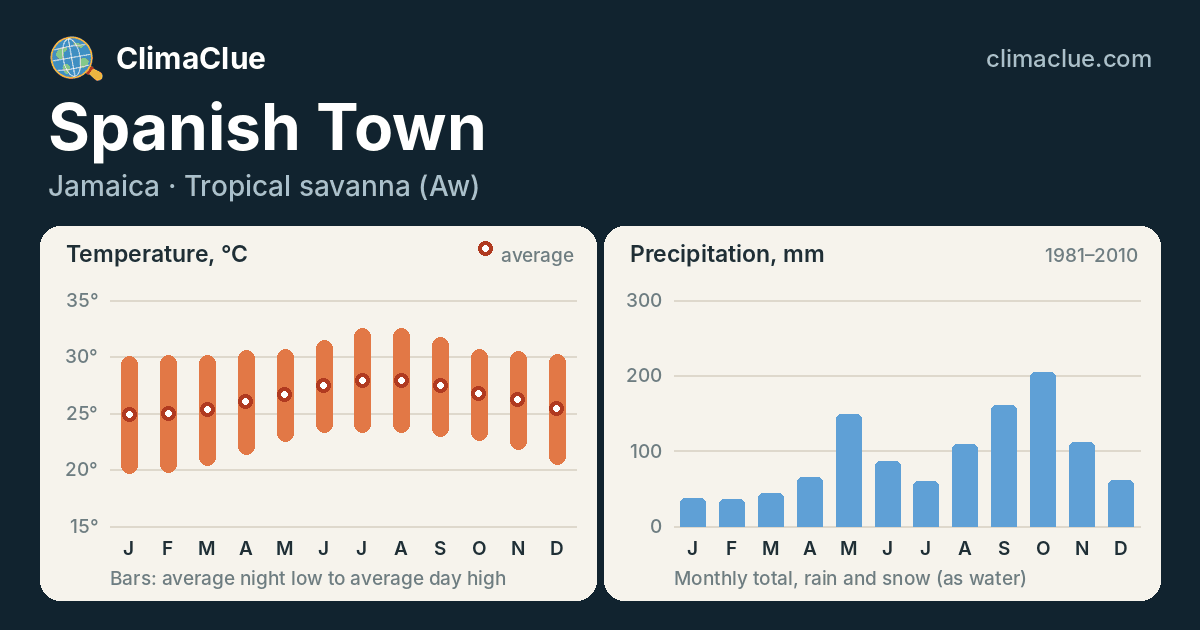 ClimaClue
climaclue.com
Spanish Town
Jamaica · Tropical savanna (Aw)
Temperature, °C
average
35°
30°
25°
20°
15°
J F M A M J J A S O N D
Bars: average night low to average day high
Precipitation, mm
1981–2010
300
200
100
0
J F M A M J J A S O N D
Monthly total, rain and snow (as water)